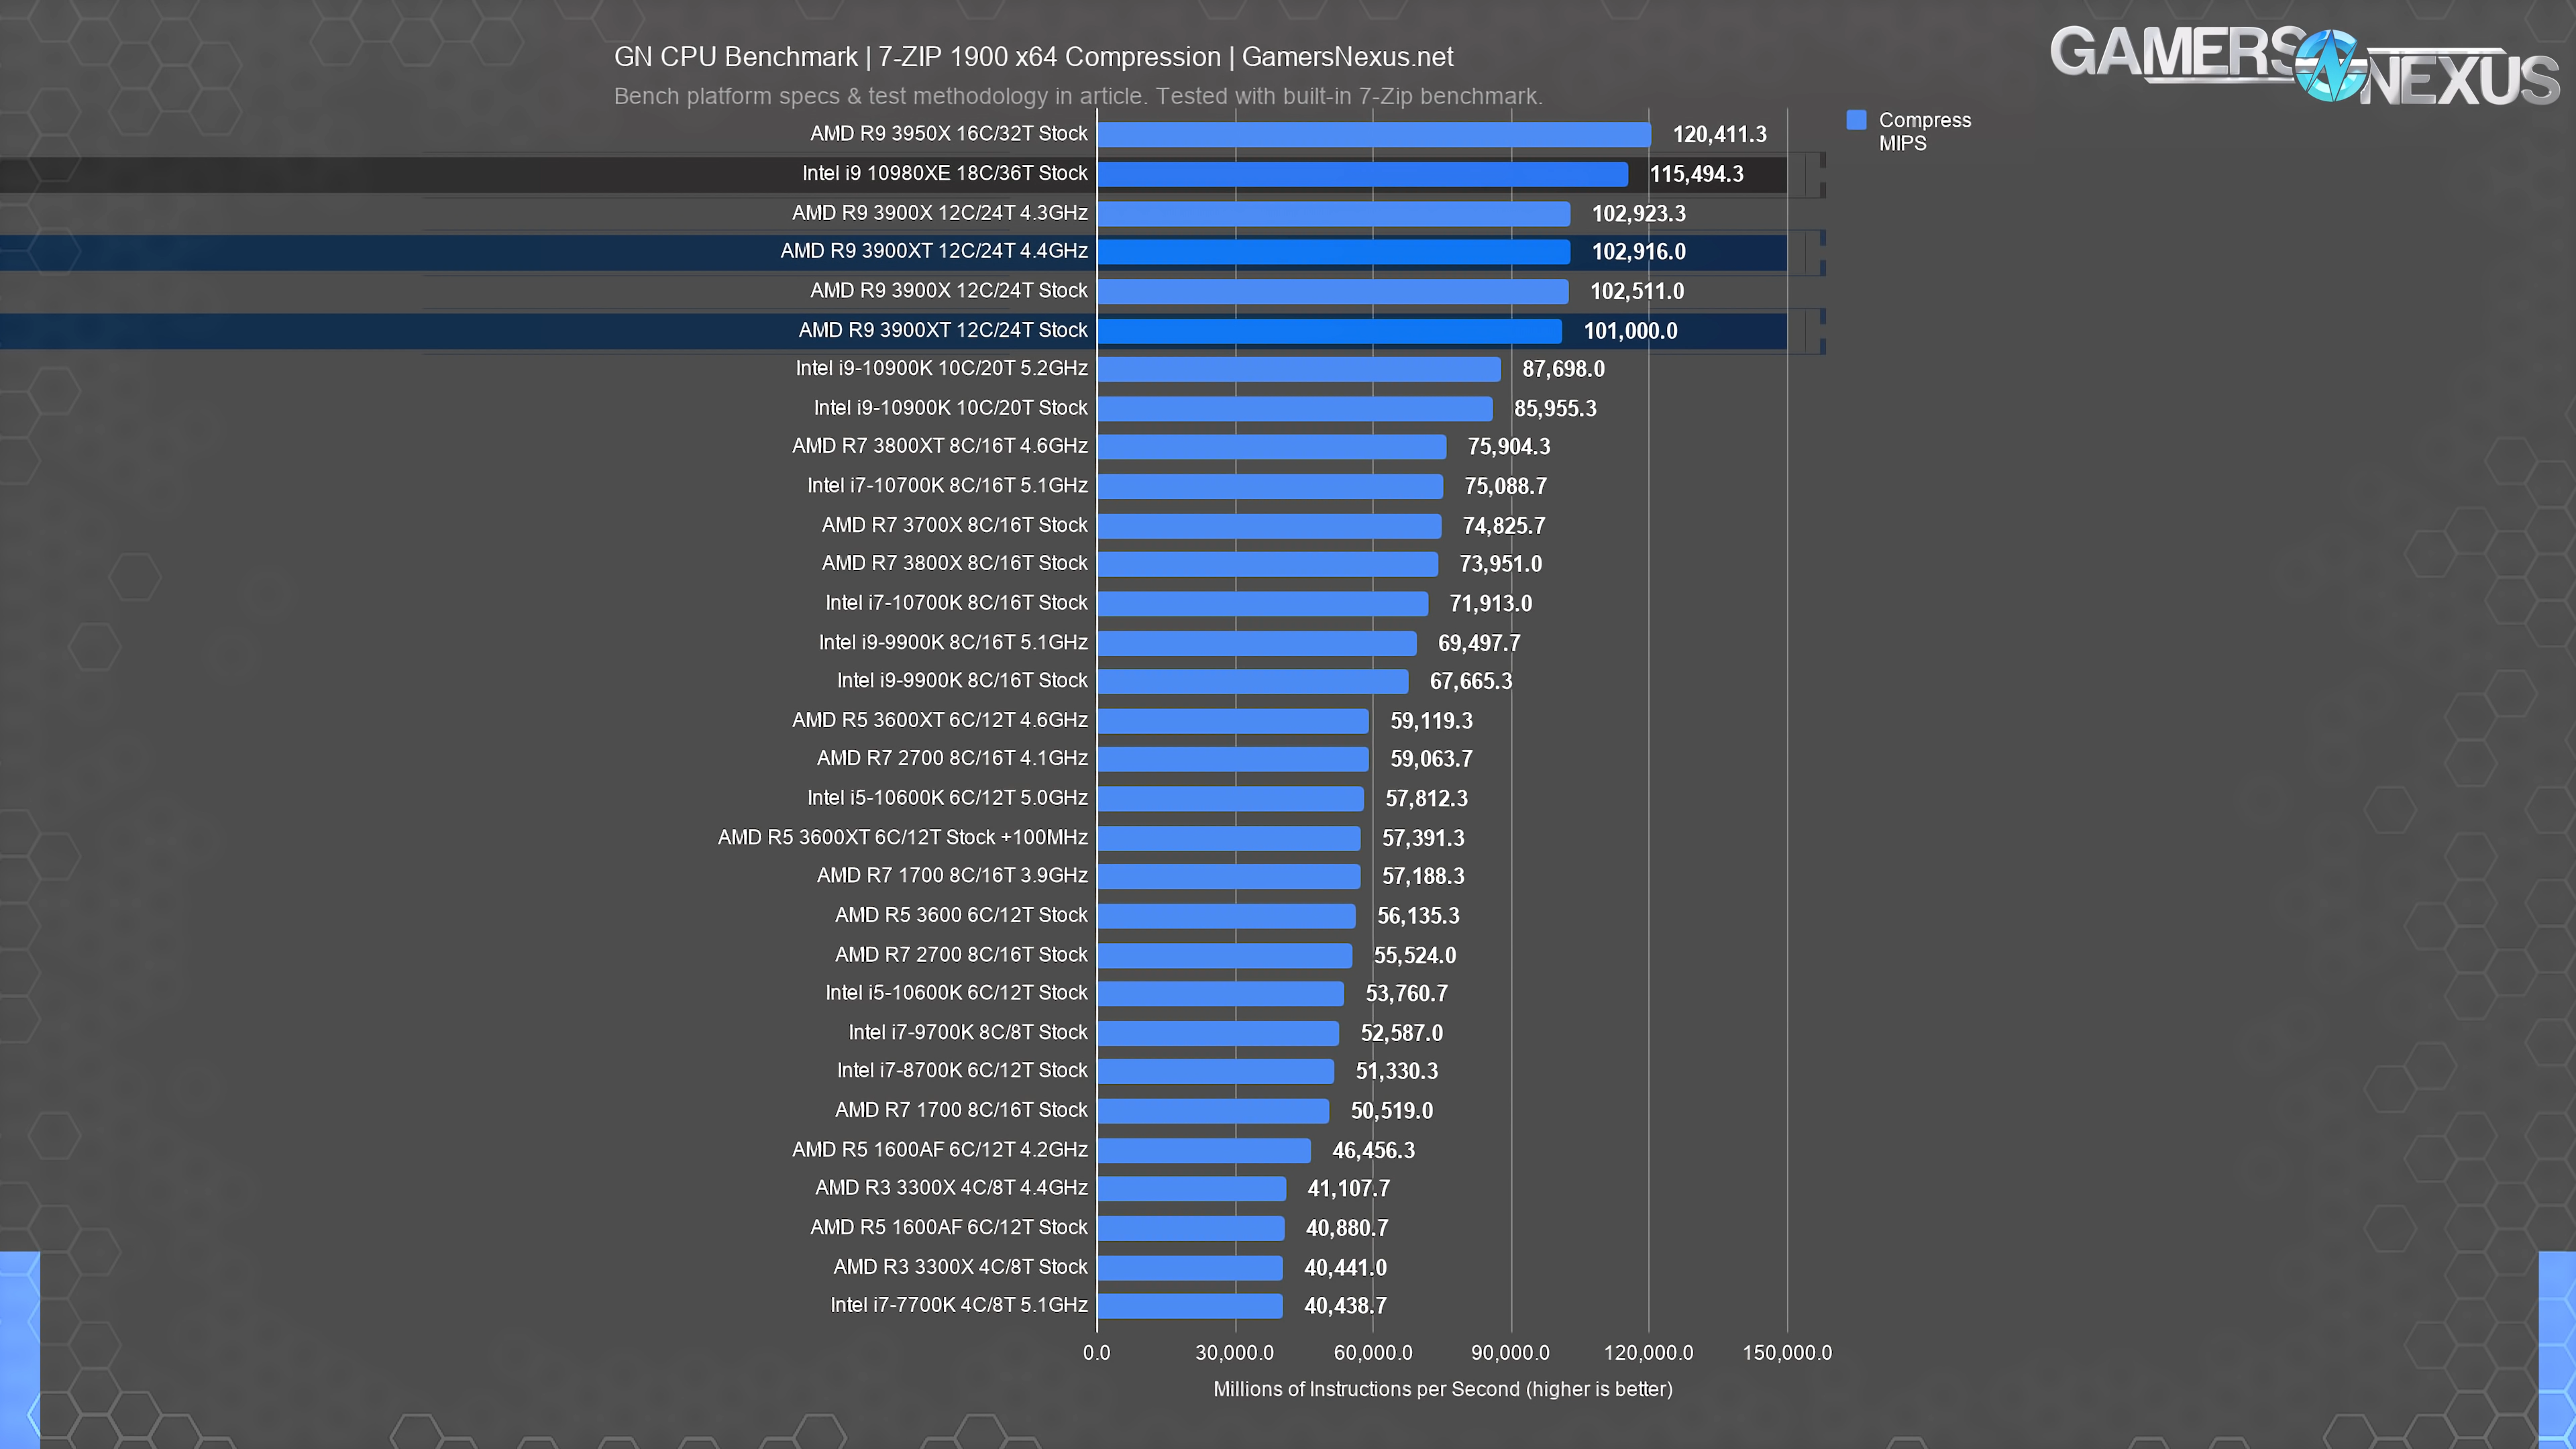 GAMERS NEXUS
GN CPU Benchmark | 7-ZIP 1900 x64 Compression | GamersNexus.net
Bench platform specs & test methodology in article. Tested with built-in 7-Zip benchmark.
Compress
MIPS
AMD R9 3950X 16C/32T Stock 120,411.3
Intel i9 10980XE 18C/36T Stock 115,494.3
AMD R9 3900X 12C/24T 4.3GHz 102,923.3
AMD R9 3900XT 12C/24T 4.4GHz 102,916.0
AMD R9 3900X 12C/24T Stock 102,511.0
AMD R9 3900XT 12C/24T Stock 101,000.0
Intel i9-10900K 10C/20T 5.2GHz 87,698.0
Intel i9-10900K 10C/20T Stock 85,955.3
AMD R7 3800XT 8C/16T 4.6GHz 75,904.3
Intel i7-10700K 8C/16T 5.1GHz 75,088.7
AMD R7 3700X 8C/16T Stock 74,825.7
AMD R7 3800X 8C/16T Stock 73,951.0
Intel i7-10700K 8C/16T Stock 71,913.0
Intel i9-9900K 8C/16T 5.1GHz 69,497.7
Intel i9-9900K 8C/16T Stock 67,665.3
AMD R5 3600XT 6C/12T 4.6GHz 59,119.3
AMD R7 2700 8C/16T 4.1GHz 59,063.7
Intel i5-10600K 6C/12T 5.0GHz 57,812.3
AMD R5 3600XT 6C/12T Stock +100MHz 57,391.3
AMD R7 1700 8C/16T 3.9GHz 57,188.3
AMD R5 3600 6C/12T Stock 56,135.3
AMD R7 2700 8C/16T Stock 55,524.0
Intel i5-10600K 6C/12T Stock 53,760.7
Intel i7-9700K 8C/8T Stock 52,587.0
Intel i7-8700K 6C/12T Stock 51,330.3
AMD R7 1700 8C/16T Stock 50,519.0
AMD R5 1600AF 6C/12T 4.2GHz 46,456.3
AMD R3 3300X 4C/8T 4.4GHz 41,107.7
AMD R5 1600AF 6C/12T Stock 40,880.7
AMD R3 3300X 4C/8T Stock 40,441.0
Intel i7-7700K 4C/8T 5.1GHz 40,438.7
0.0 30,000.0 60,000.0 90,000.0 120,000.0 150,000.0
Millions of Instructions per Second (higher is better)